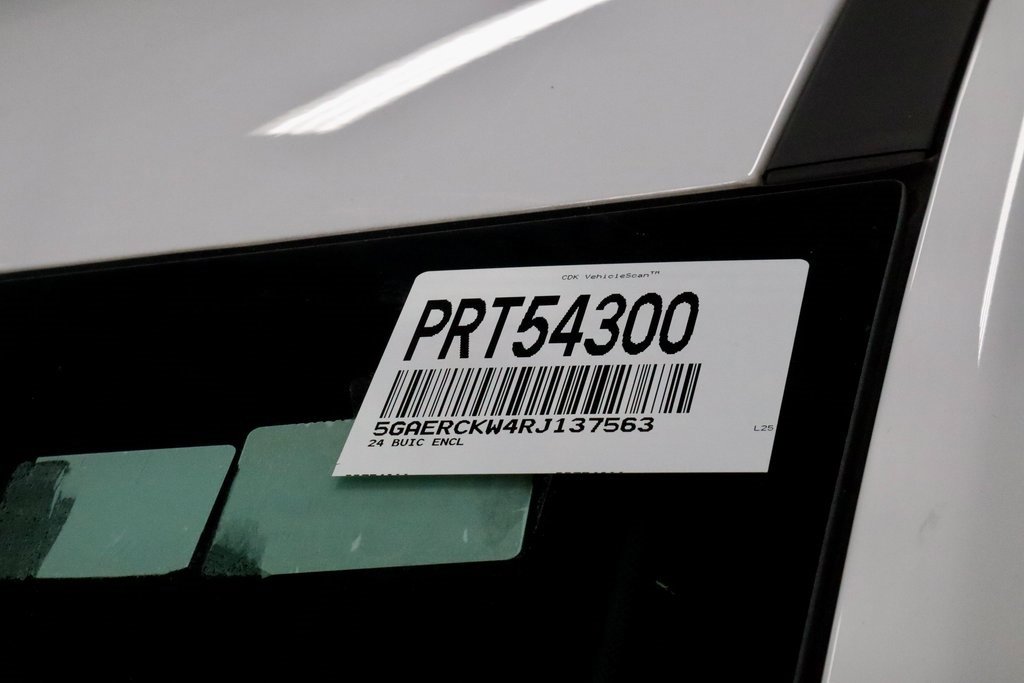 CDK VehicleScan™
PRT54300
5GAERCKW4RJ137563
24 BUIC ENCL
L25